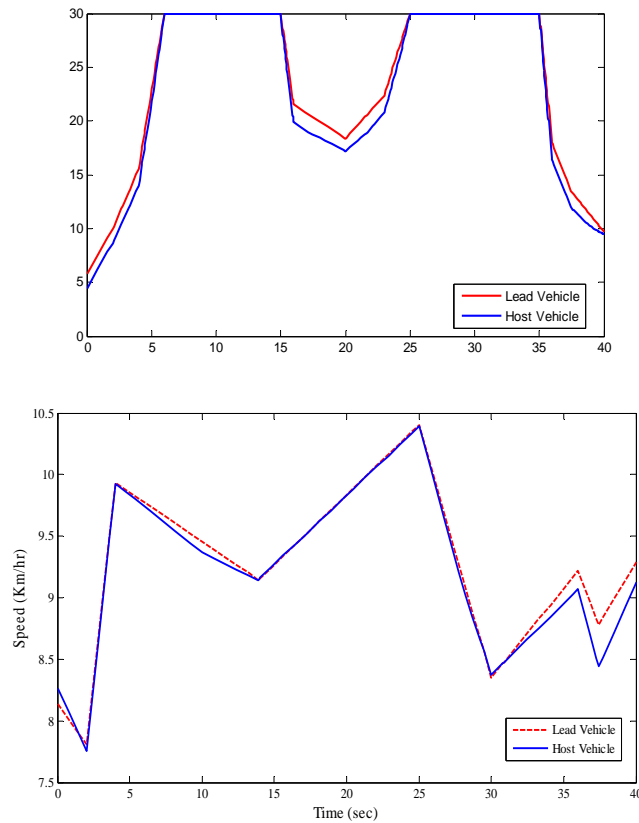 30
25
20
15
10
5
0
Lead Vehicle
Host Vehicle
0 5 10 15 20 25 30 35 40
10.5
10
9.5
9
8.5
8
7.5
Speed (Km/hr)
Lead Vehicle
Host Vehicle
0 5 10 15 20 25 30 35 40
Time (sec)